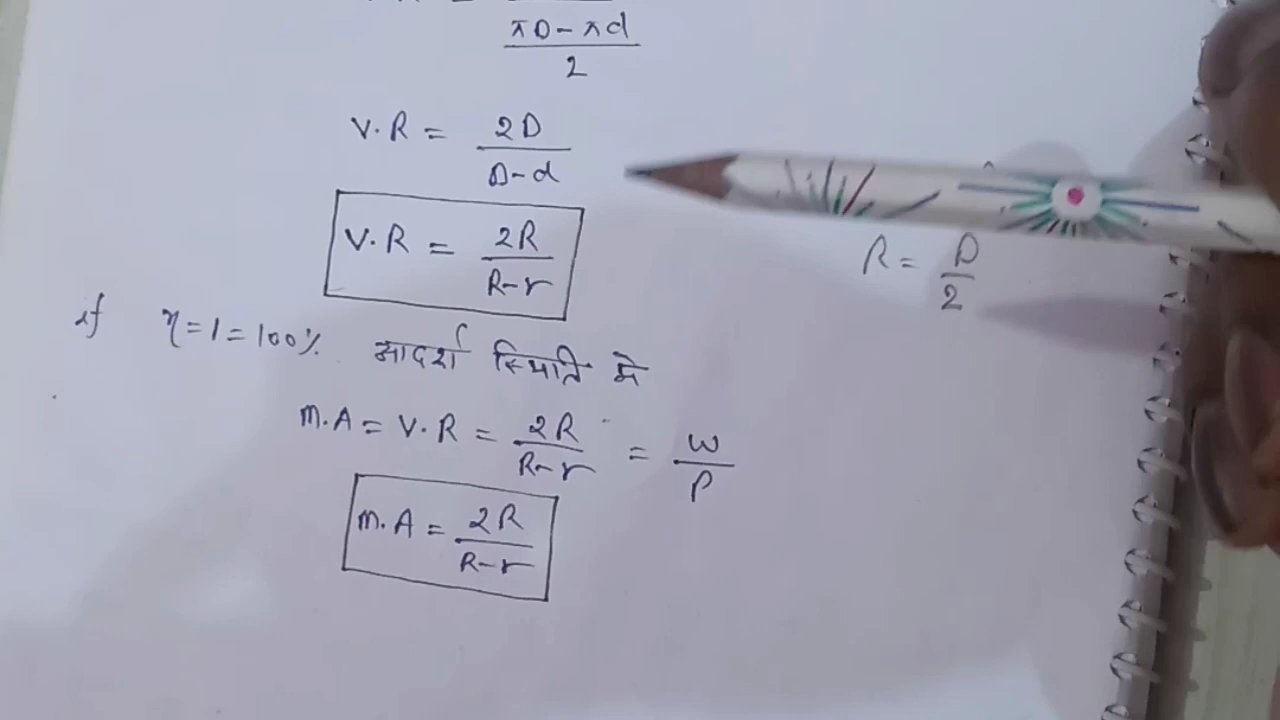 πD - πd
2
V.R = 2D
D-d
V.R = 2R
R-r
R = D
2
if η=1=100% आदर्श स्थिति मे
M.A = V.R = 2R = W
R-r P
M.A = 2R
R-r